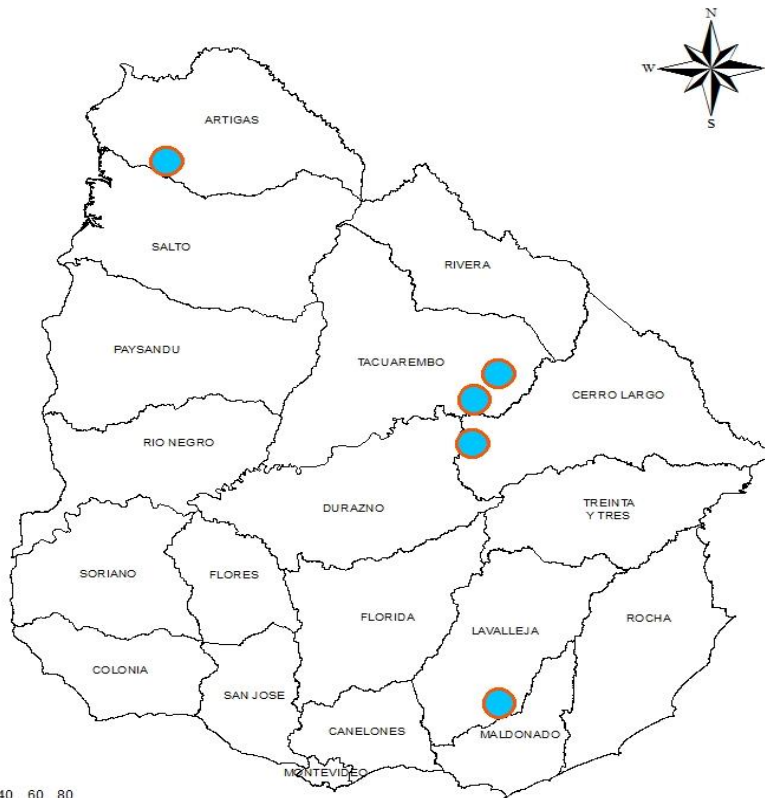 N
W
S
ARTIGAS
SALTO
RIVERA
PAYSANDU
TACUAREMBO
CERRO LARGO
RIO NEGRO
DURAZNO
TREINTA
Y TRES
SORIANO
FLORES
FLORIDA
LAVALLEJA
ROCHA
COLONIA
SAN JOSE
CANELONES
MALDONADO
MONTEVIDEO
40 60 80